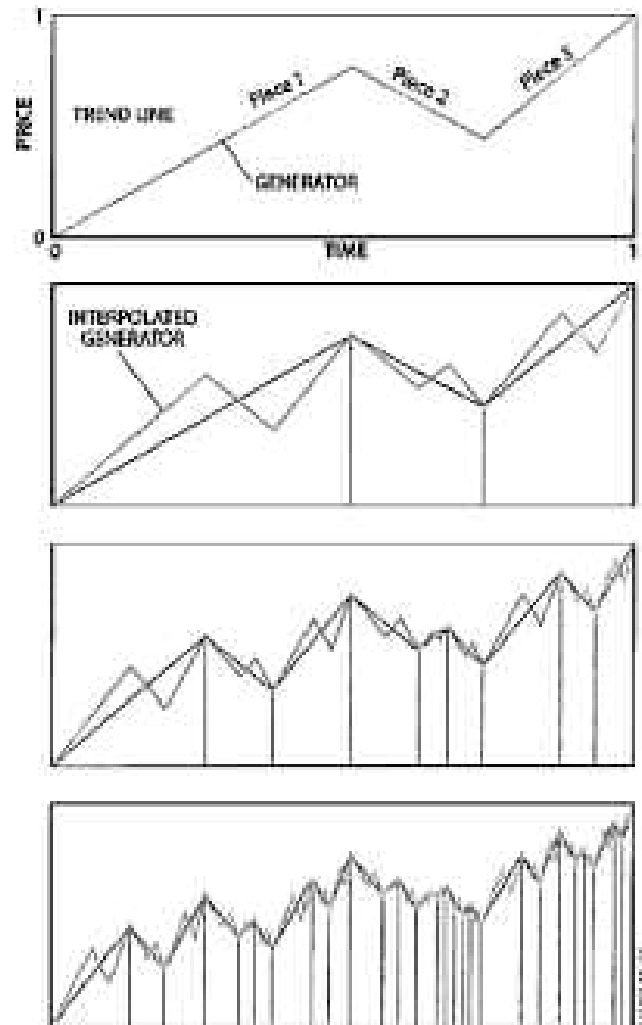 1
Piece 1
Piece 2
Piece 3
TREND LINE
PRICE
GENERATOR
0
0
TIME
1
INTERPOLATED
GENERATOR